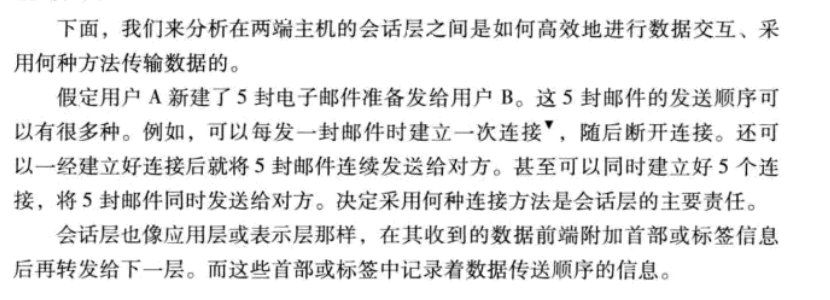 下面，我们来分析在两端主机的会话层之间是如何高效地进行数据交互、采
用何种方法传输数据的。
假定用户 A 新建了 5 封电子邮件准备发给用户 B。这 5 封邮件的发送顺序可
以有很多种。例如，可以每发一封邮件时建立一次连接▼，随后断开连接。还可
以一经建立好连接后就将 5 封邮件连续发送给对方。甚至可以同时建立好 5 个连
接，将 5 封邮件同时发送给对方。决定采用何种连接方法是会话层的主要责任。
会话层也像应用层或表示层那样，在其收到的数据前端附加首部或标签信息
后再转发给下一层。而这些首部或标签中记录着数据传送顺序的信息。